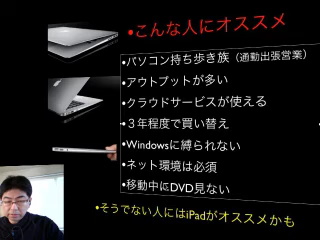 •こんな人にオススメ
•パソコン持ち歩き族（通勤出張営業）
•アウトプットが多い
•クラウドサービスが使える
•３年程度で買い替え
•Windowsに縛られない
•ネット環境は必須
•移動中にDVD見ない
•そうでない人にはiPadがオススメかも